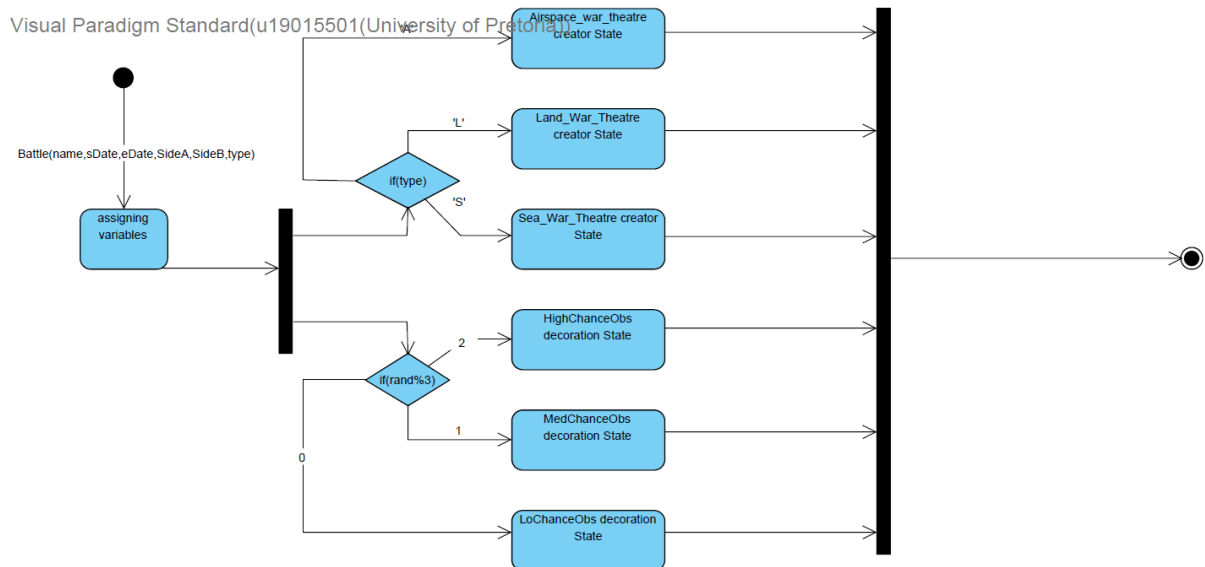 Visual Paradigm Standard(u19015501(University of Pretoria))
Airspace_war_theatre
creator State
'A'
Land_War_Theatre
creator State
'L'
Battle(name,sDate,eDate,SideA,SideB,type)
if(type)
'S'
assigning
variables
Sea_War_Theatre creator
State
HighChanceObs
decoration State
2
if(rand%3)
MedChanceObs
decoration State
1
0
LoChanceObs decoration
State